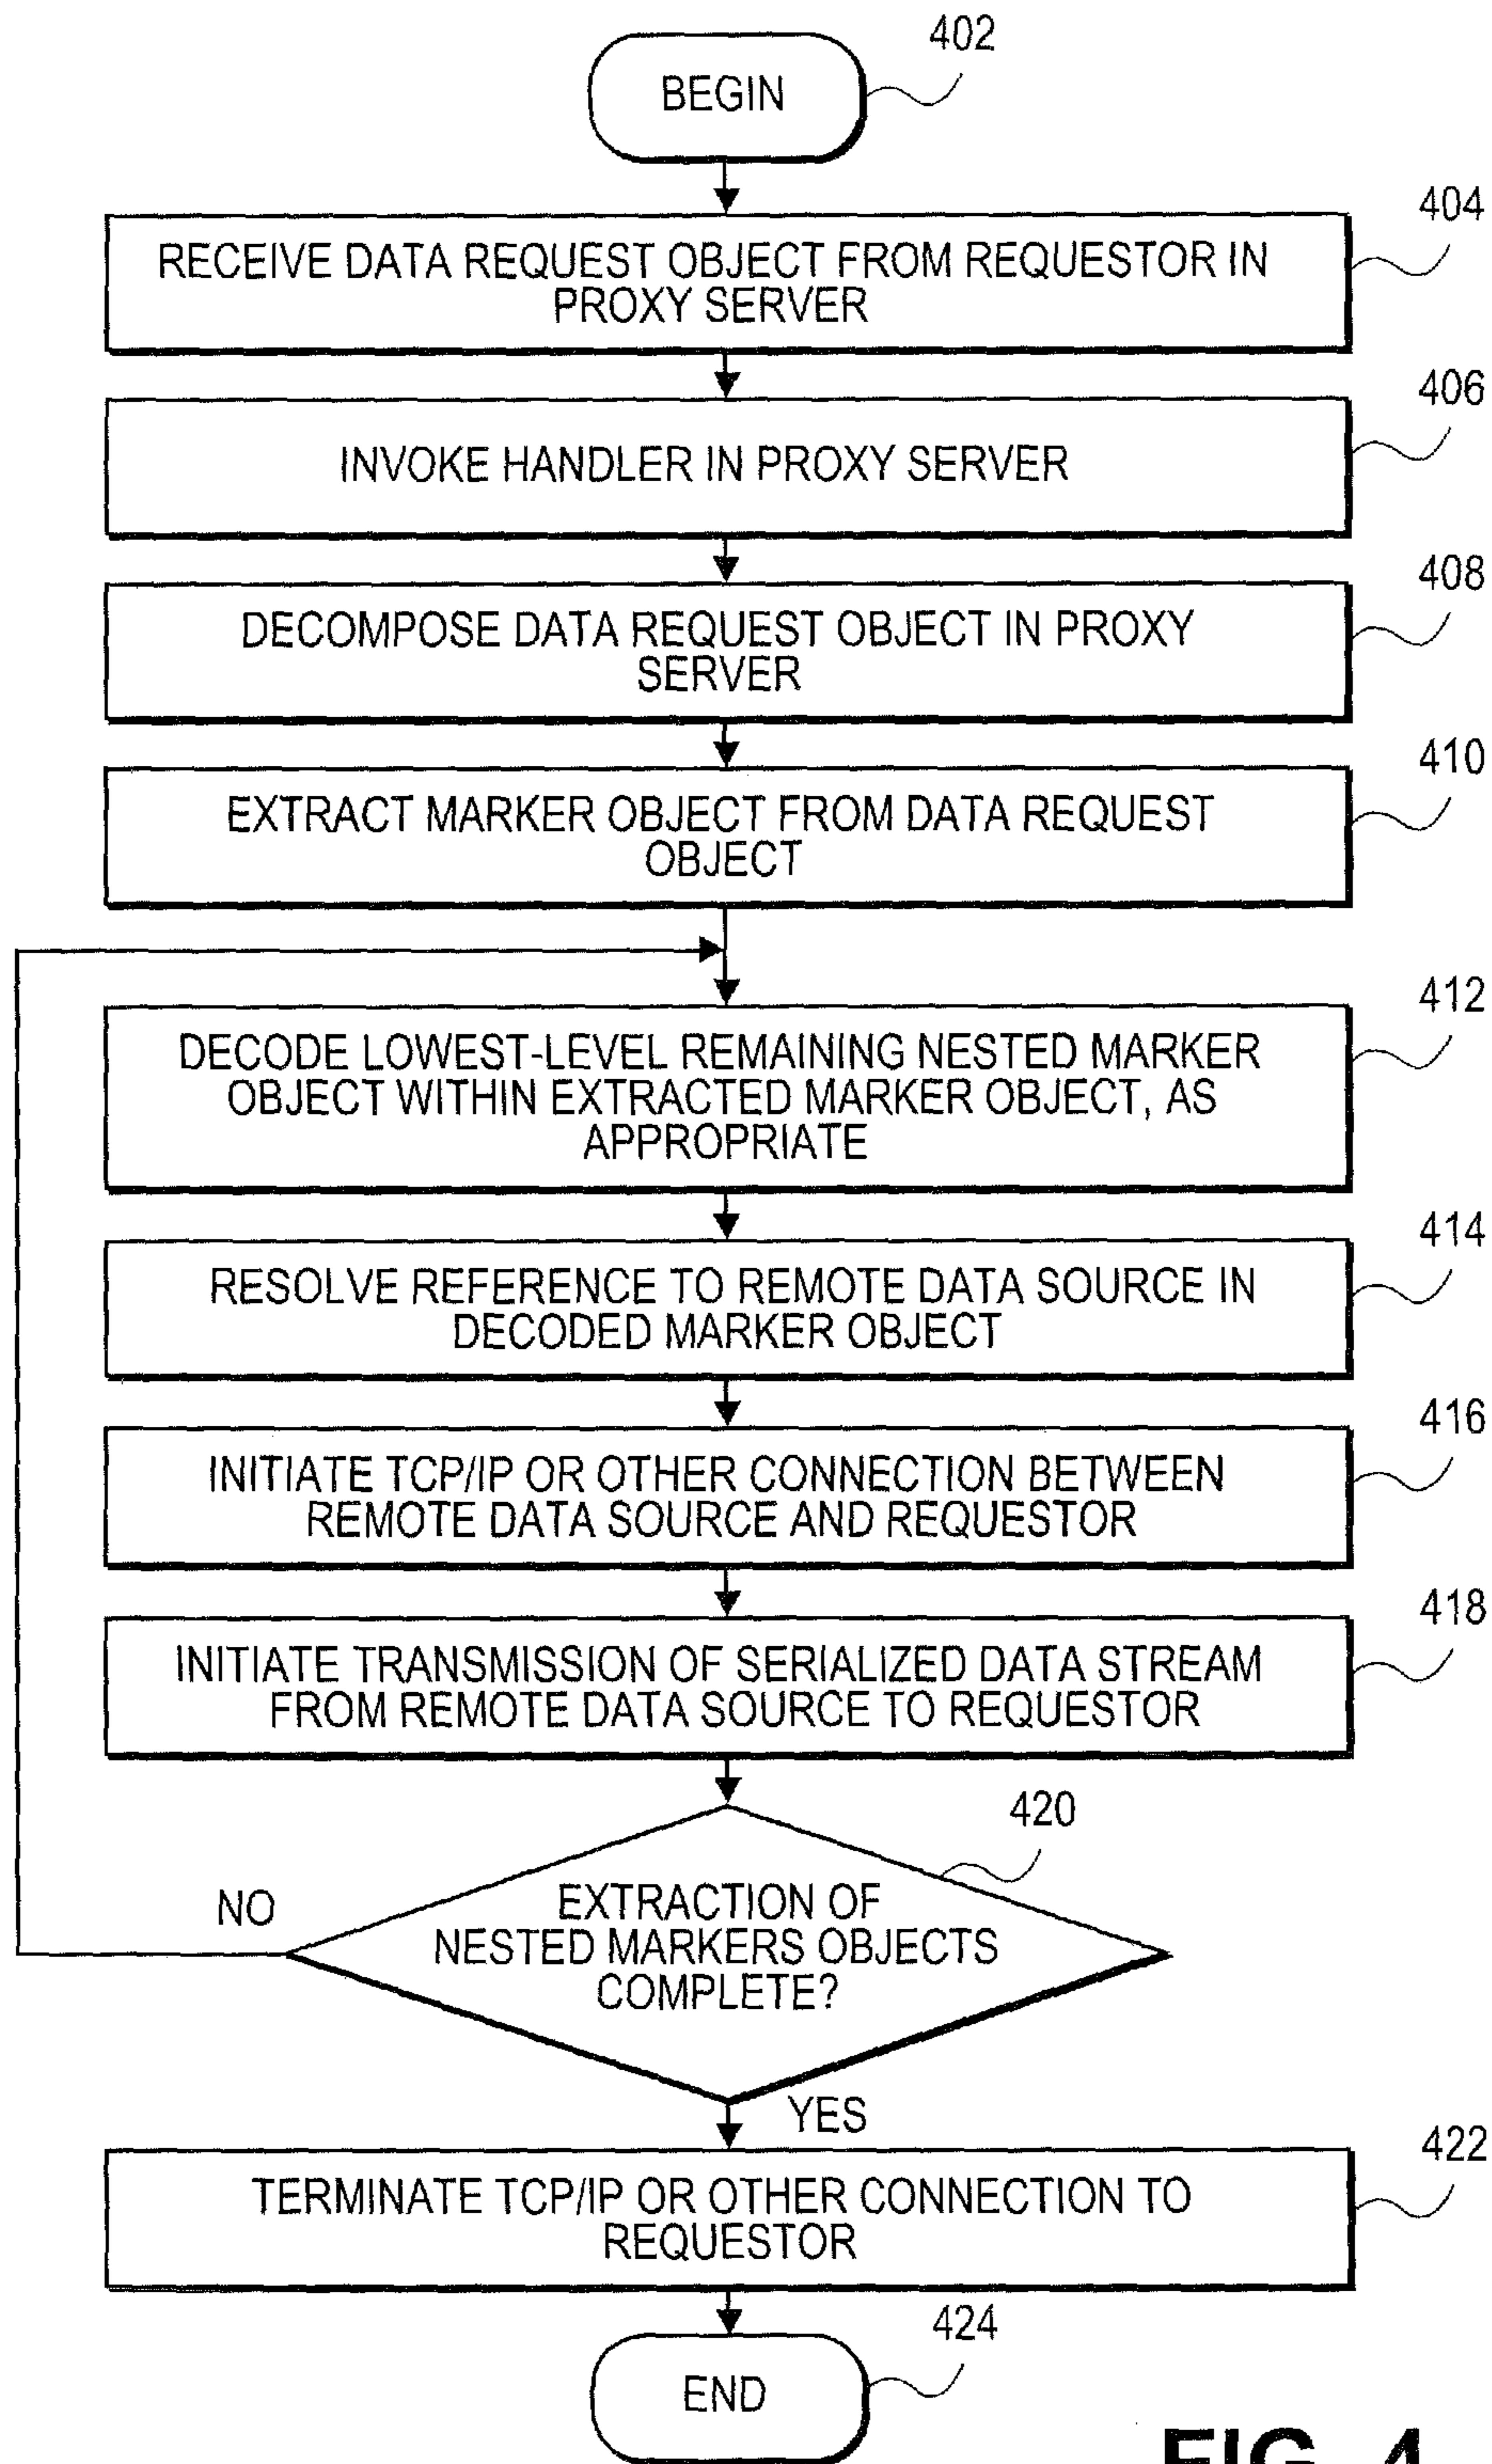 402
BEGIN
404
RECEIVE DATA REQUEST OBJECT FROM REQUESTOR IN
PROXY SERVER
406
INVOKE HANDLER IN PROXY SERVER
408
DECOMPOSE DATA REQUEST OBJECT IN PROXY
SERVER
410
EXTRACT MARKER OBJECT FROM DATA REQUEST
OBJECT
412
DECODE LOWEST-LEVEL REMAINING NESTED MARKER
OBJECT WITHIN EXTRACTED MARKER OBJECT, AS
APPROPRIATE
414
RESOLVE REFERENCE TO REMOTE DATA SOURCE IN
DECODED MARKER OBJECT
416
INITIATE TCP/IP OR OTHER CONNECTION BETWEEN
REMOTE DATA SOURCE AND REQUESTOR
418
INITIATE TRANSMISSION OF SERIALIZED DATA STREAM
FROM REMOTE DATA SOURCE TO REQUESTOR
420
EXTRACTION OF
NESTED MARKERS OBJECTS
COMPLETE?
NO
YES
422
TERMINATE TCP/IP OR OTHER CONNECTION TO
REQUESTOR
424
END
FIG. 4